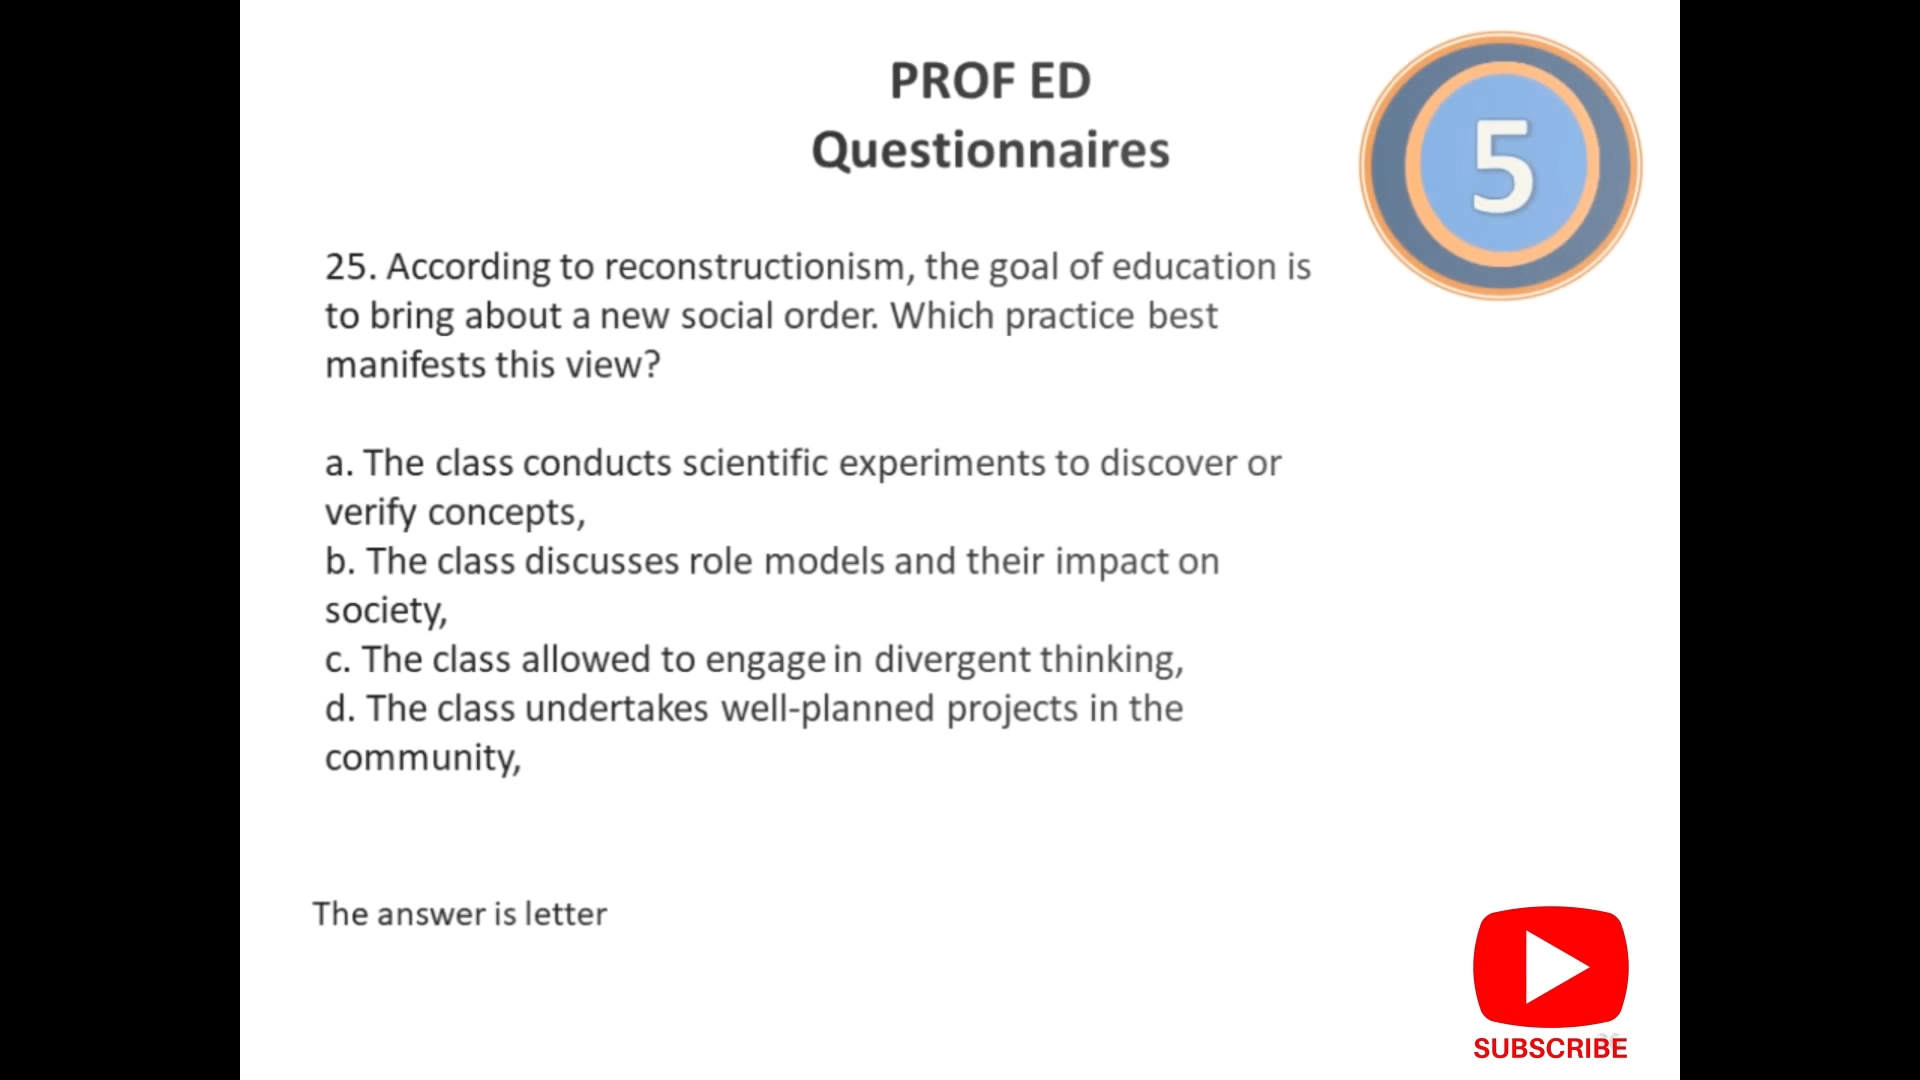 PROF ED
Questionnaires
5
25. According to reconstructionism, the goal of education is
to bring about a new social order. Which practice best
manifests this view?
a. The class conducts scientific experiments to discover or
verify concepts,
b. The class discusses role models and their impact on
society,
c. The class allowed to engage in divergent thinking,
d. The class undertakes well-planned projects in the
community,
The answer is letter
SUBSCRIBE